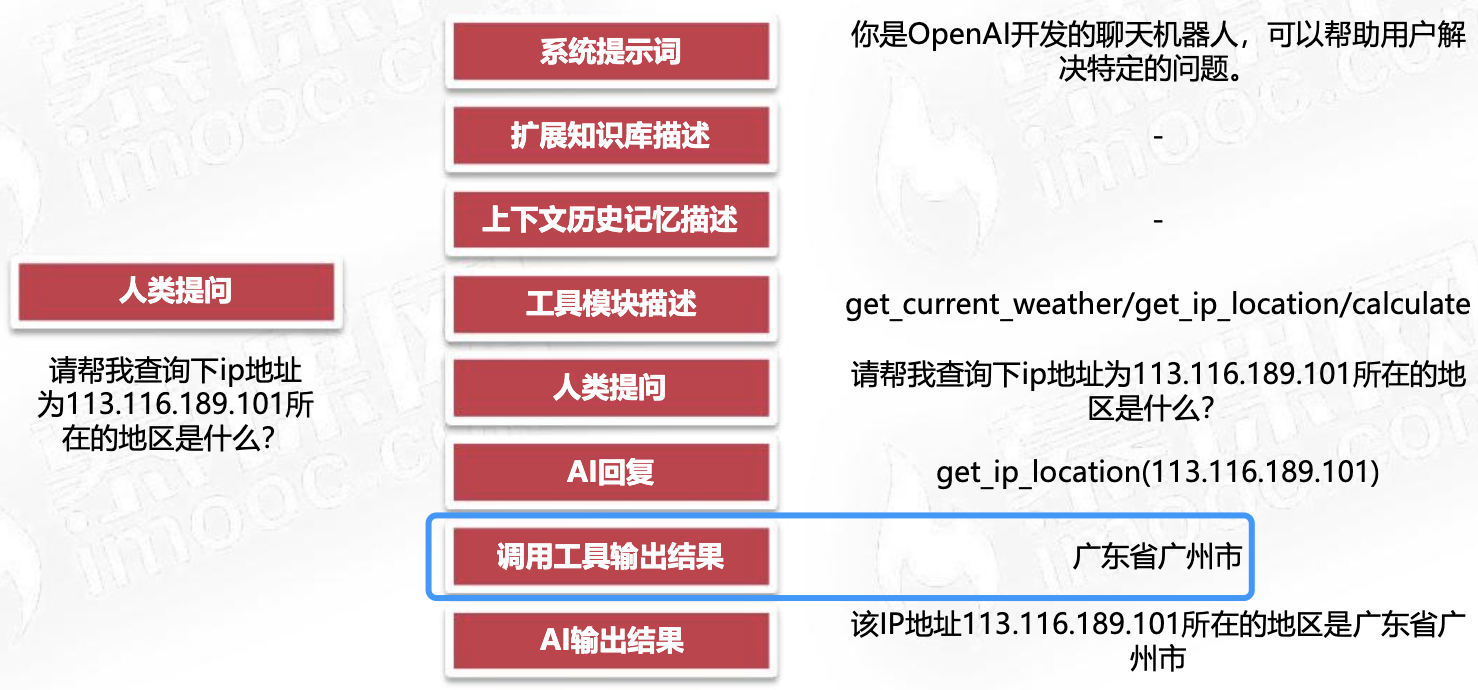 系统提示词
你是OpenAI开发的聊天机器人，可以帮助用户解
决特定的问题。
扩展知识库描述
-
上下文历史记忆描述
-
人类提问
请帮我查询下ip地址
为113.116.189.101所
在的地区是什么？
工具模块描述
get_current_weather/get_ip_location/calculate
人类提问
请帮我查询下ip地址为113.116.189.101所在的地
区是什么？
AI回复
get_ip_location(113.116.189.101)
调用工具输出结果
广东省广州市
AI输出结果
该IP地址113.116.189.101所在的地区是广东省广
州市